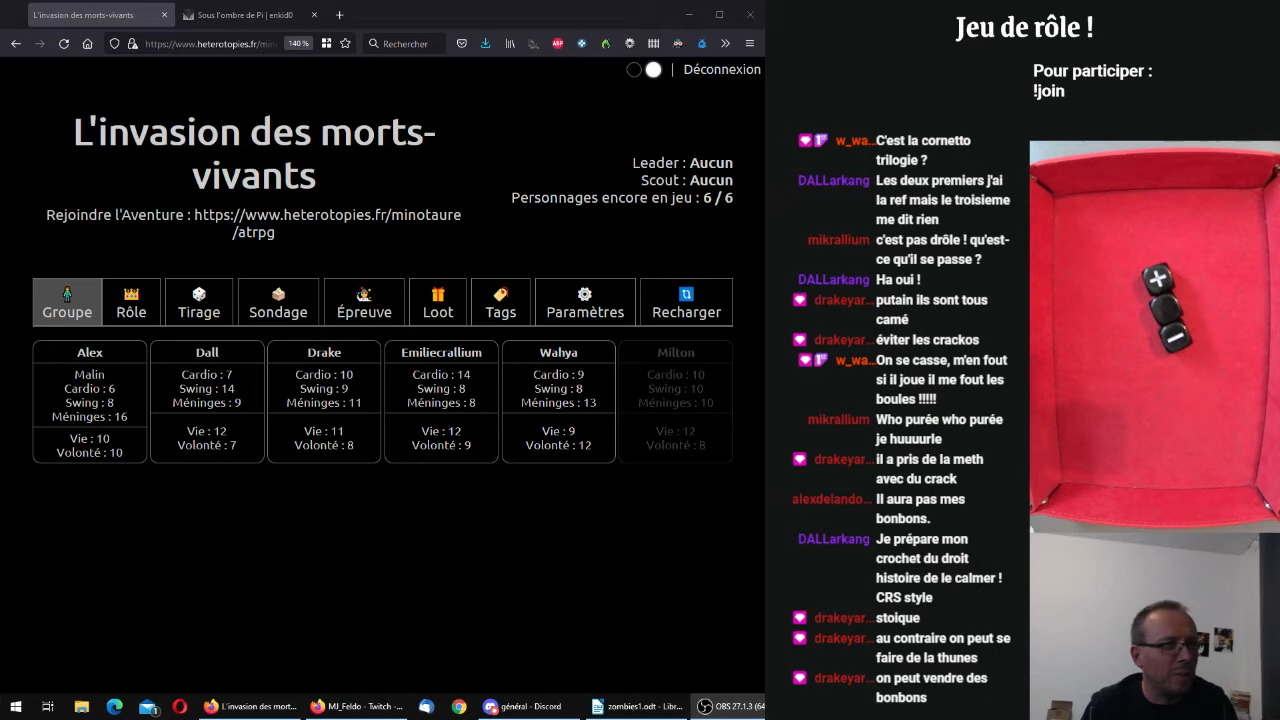 L'invasion des morts-vivants
Sous l'ombre de Pi | enkid0
https://www.heterotopies.fr/min
140 %
Rechercher
ABP
Déconnexion
L'invasion des morts-
vivants
Rejoindre l'Aventure : https://www.heterotopies.fr/minotaure
/atrpg
Leader : Aucun
Scout : Aucun
Personnages encore en jeu : 6 / 6
Groupe
Rôle
Tirage
Sondage
Épreuve
Loot
Tags
Paramètres
Recharger
Alex
Malin
Cardio : 6
Swing : 8
Méninges : 16
Vie : 10
Volonté : 10
Dall
Cardio : 7
Swing : 14
Méninges : 9
Vie : 12
Volonté : 7
Drake
Cardio : 10
Swing : 9
Méninges : 11
Vie : 11
Volonté : 8
Emiliecrallium
Cardio : 14
Swing : 8
Méninges : 8
Vie : 12
Volonté : 9
Wahya
Cardio : 9
Swing : 8
Méninges : 13
Vie : 9
Volonté : 12
Milton
Cardio : 10
Swing : 10
Méninges : 10
Vie : 12
Volonté : 8
L'invasion des mort...
MJ_Feldo - Twitch -...
général - Discord
zombies1.odt - Libr...
OBS 27.1.3 (64
Jeu de rôle !
Pour participer :
!join
w_wa... C'est la cornetto
trilogie ?
DALLarkang Les deux premiers j'ai
la ref mais le troisieme
me dit rien
mikrallium c'est pas drôle ! qu'est-
ce qu'il se passe ?
DALLarkang Ha oui !
drakeyar... putain ils sont tous
camé
drakeyar... éviter les crackos
w_wa... On se casse, m'en fout
si il joue il me fout les
boules !!!!!
mikrallium Who purée who purée
je huuuurle
drakeyar... il a pris de la meth
avec du crack
alexdelando... Il aura pas mes
bonbons.
DALLarkang Je prépare mon
crochet du droit
histoire de le calmer !
CRS style
drakeyar... stoique
drakeyar... au contraire on peut se
faire de la thunes
drakeyar... on peut vendre des
bonbons